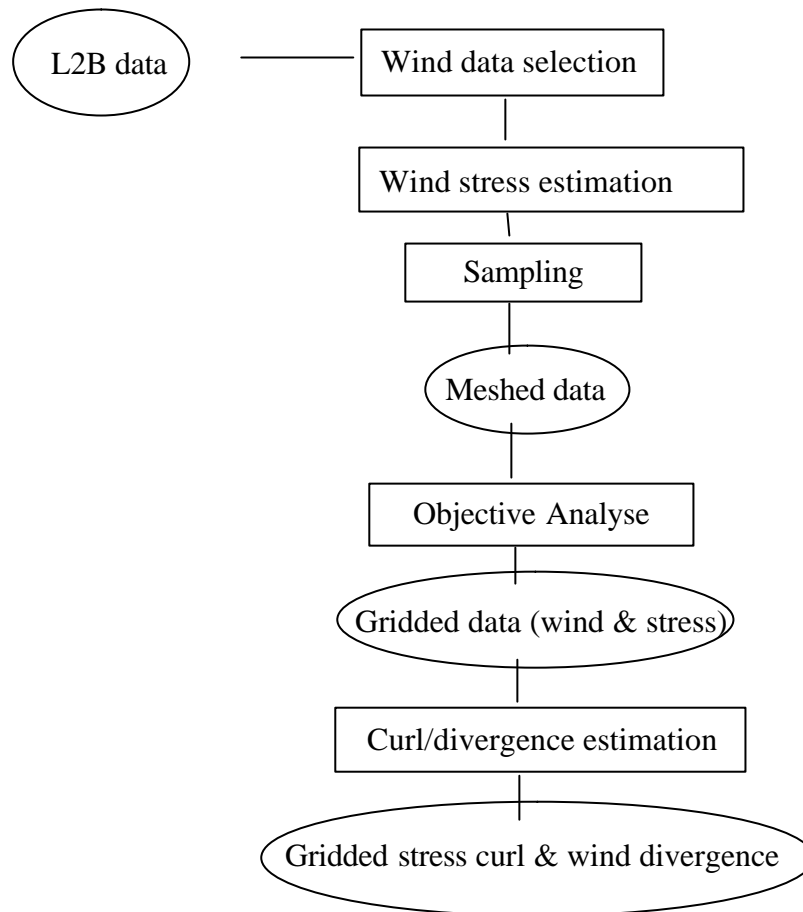 L2B data
Wind data selection
Wind stress estimation
Sampling
Meshed data
Objective Analyse
Gridded data (wind & stress)
Curl/divergence estimation
Gridded stress curl & wind divergence